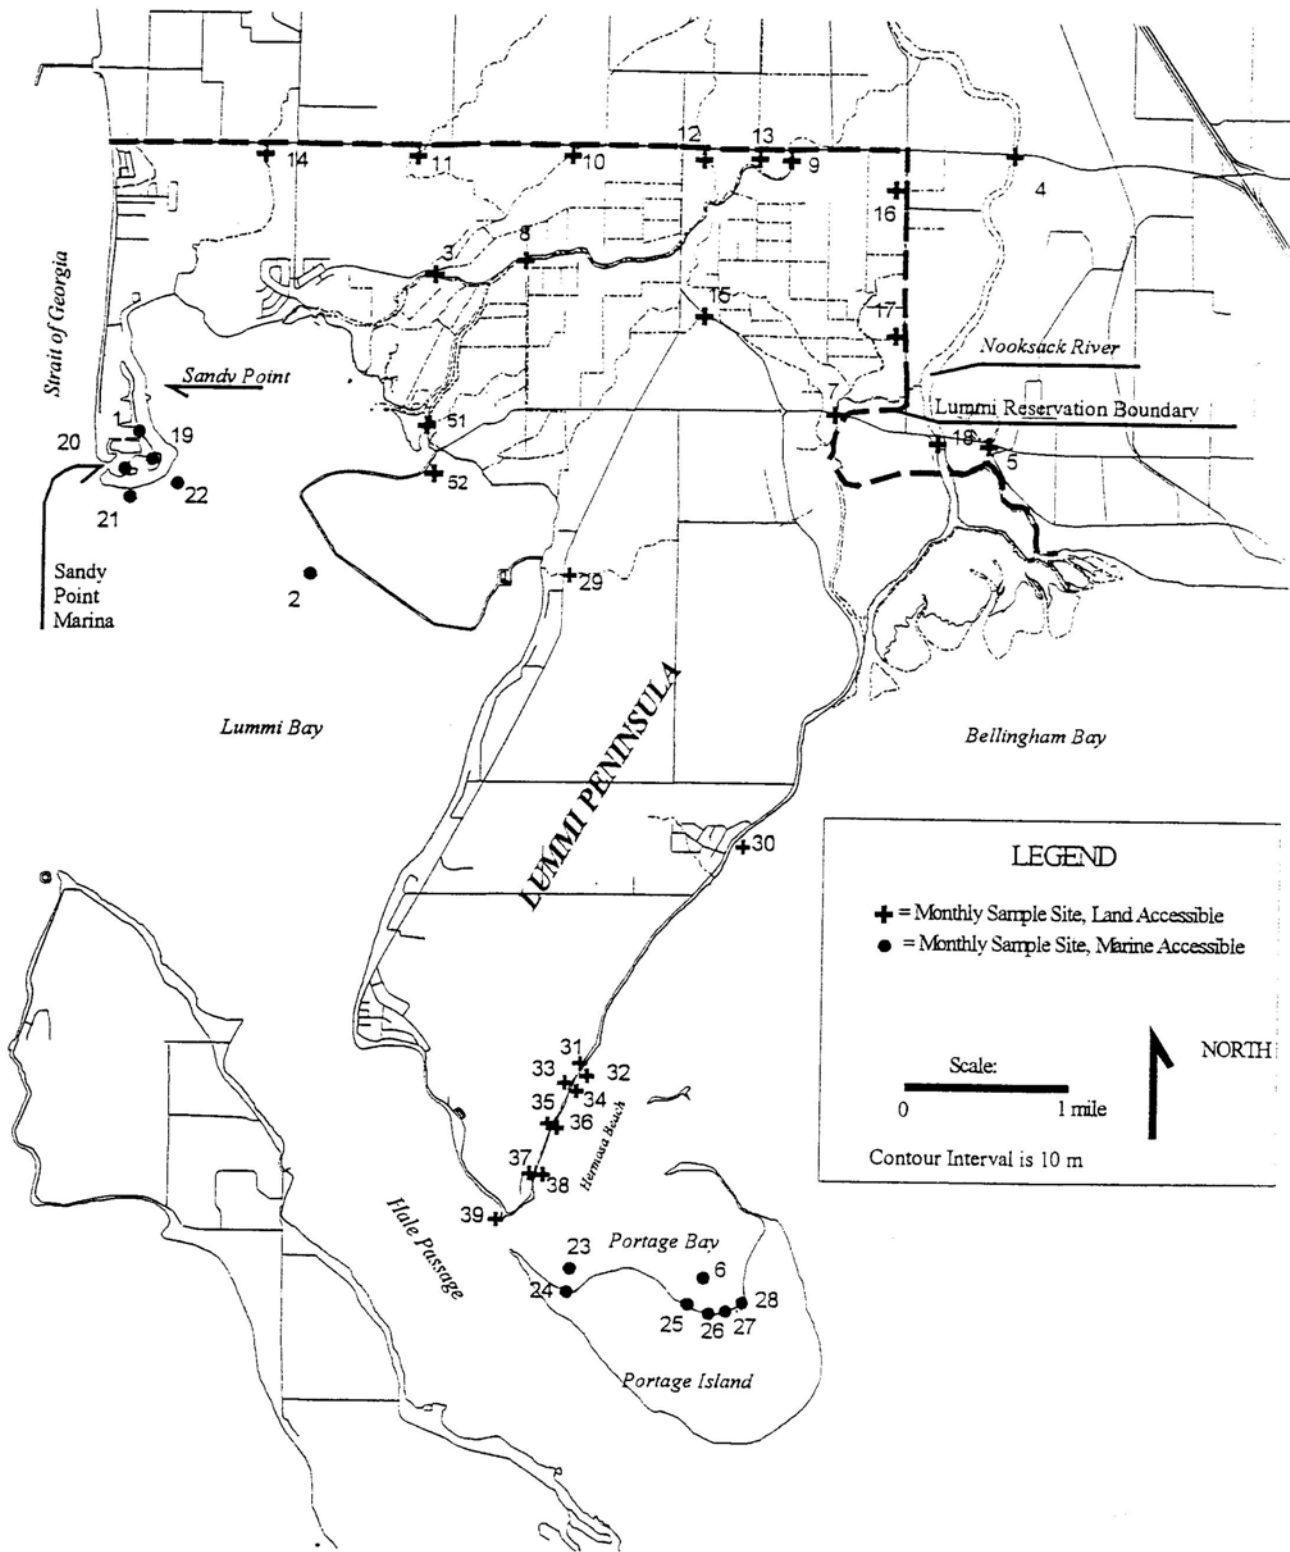 12
13
14
11
10
9
4
16
3
8
Strait of Georgia
15
17
Nooksack River
Sandy Point
7
Lummi Reservation Boundary
1
51
18
20
19
5
22
52
21
Sandy
Point
Marina
2
29
LUMMI PENINSULA
Lummi Bay
Bellingham Bay
30
LEGEND
= Monthly Sample Site, Land Accessible
= Monthly Sample Site, Marine Accessible
31
NORTH
33
32
Scale:
34
35
36
0
1 mile
Hermosa Beach
37
38
Contour Interval is 10 m
39
Hale Passage
Portage Bay
23
6
24
28
25
26
27
Portage Island